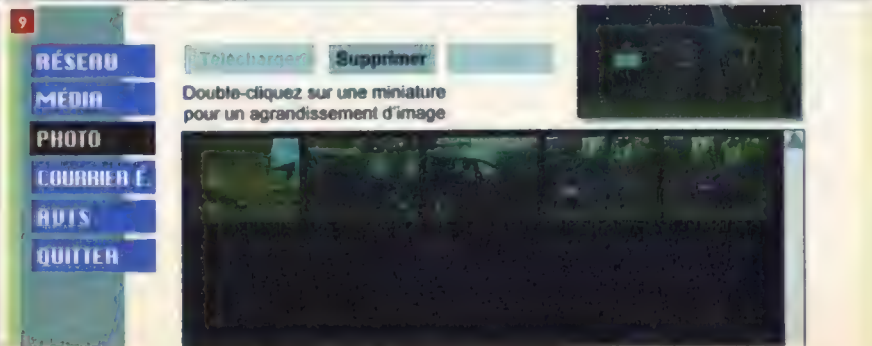 9
RÉSEAU
MÉDIA
PHOTO
COURRIER É.
AVIS
QUITTER
Télécharger Supprimer
Double-cliquez sur une miniature
pour un agrandissement d'image